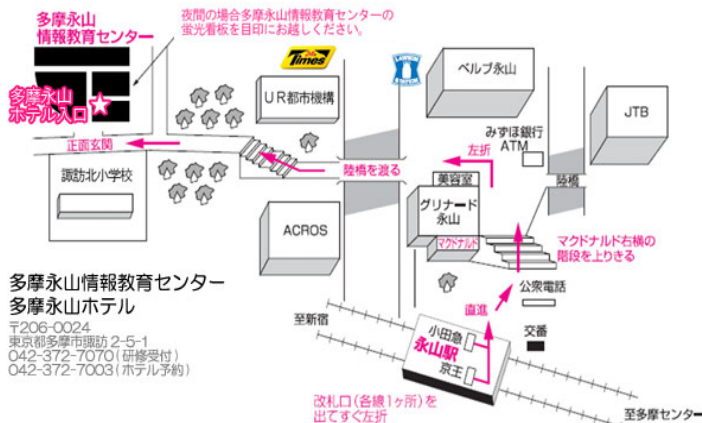 多摩永山
情報教育センター
夜間の場合多摩永山情報教育センターの
蛍光看板を目印にお越しください。
多摩永山
ホテル入口
正面玄関
諏訪北小学校
Times
UR都市機構
LAWSON
STATION
ベルブ永山
JTB
みずほ銀行
ATM
左折
陸橋を渡る
陸橋
美容室
グリナード
永山
マクドナルド
ACROS
マクドナルド右横の
階段を上りきる
公衆電話
直進
交番
至新宿
小田急
永山駅
京王
改札口(各線1ヶ所)を
出てすぐ左折
至多摩センター
多摩永山情報教育センター
多摩永山ホテル
〒206-0024
東京都多摩市諏訪 2-5-1
042-372-7070(研修受付)
042-372-7003(ホテル予約)